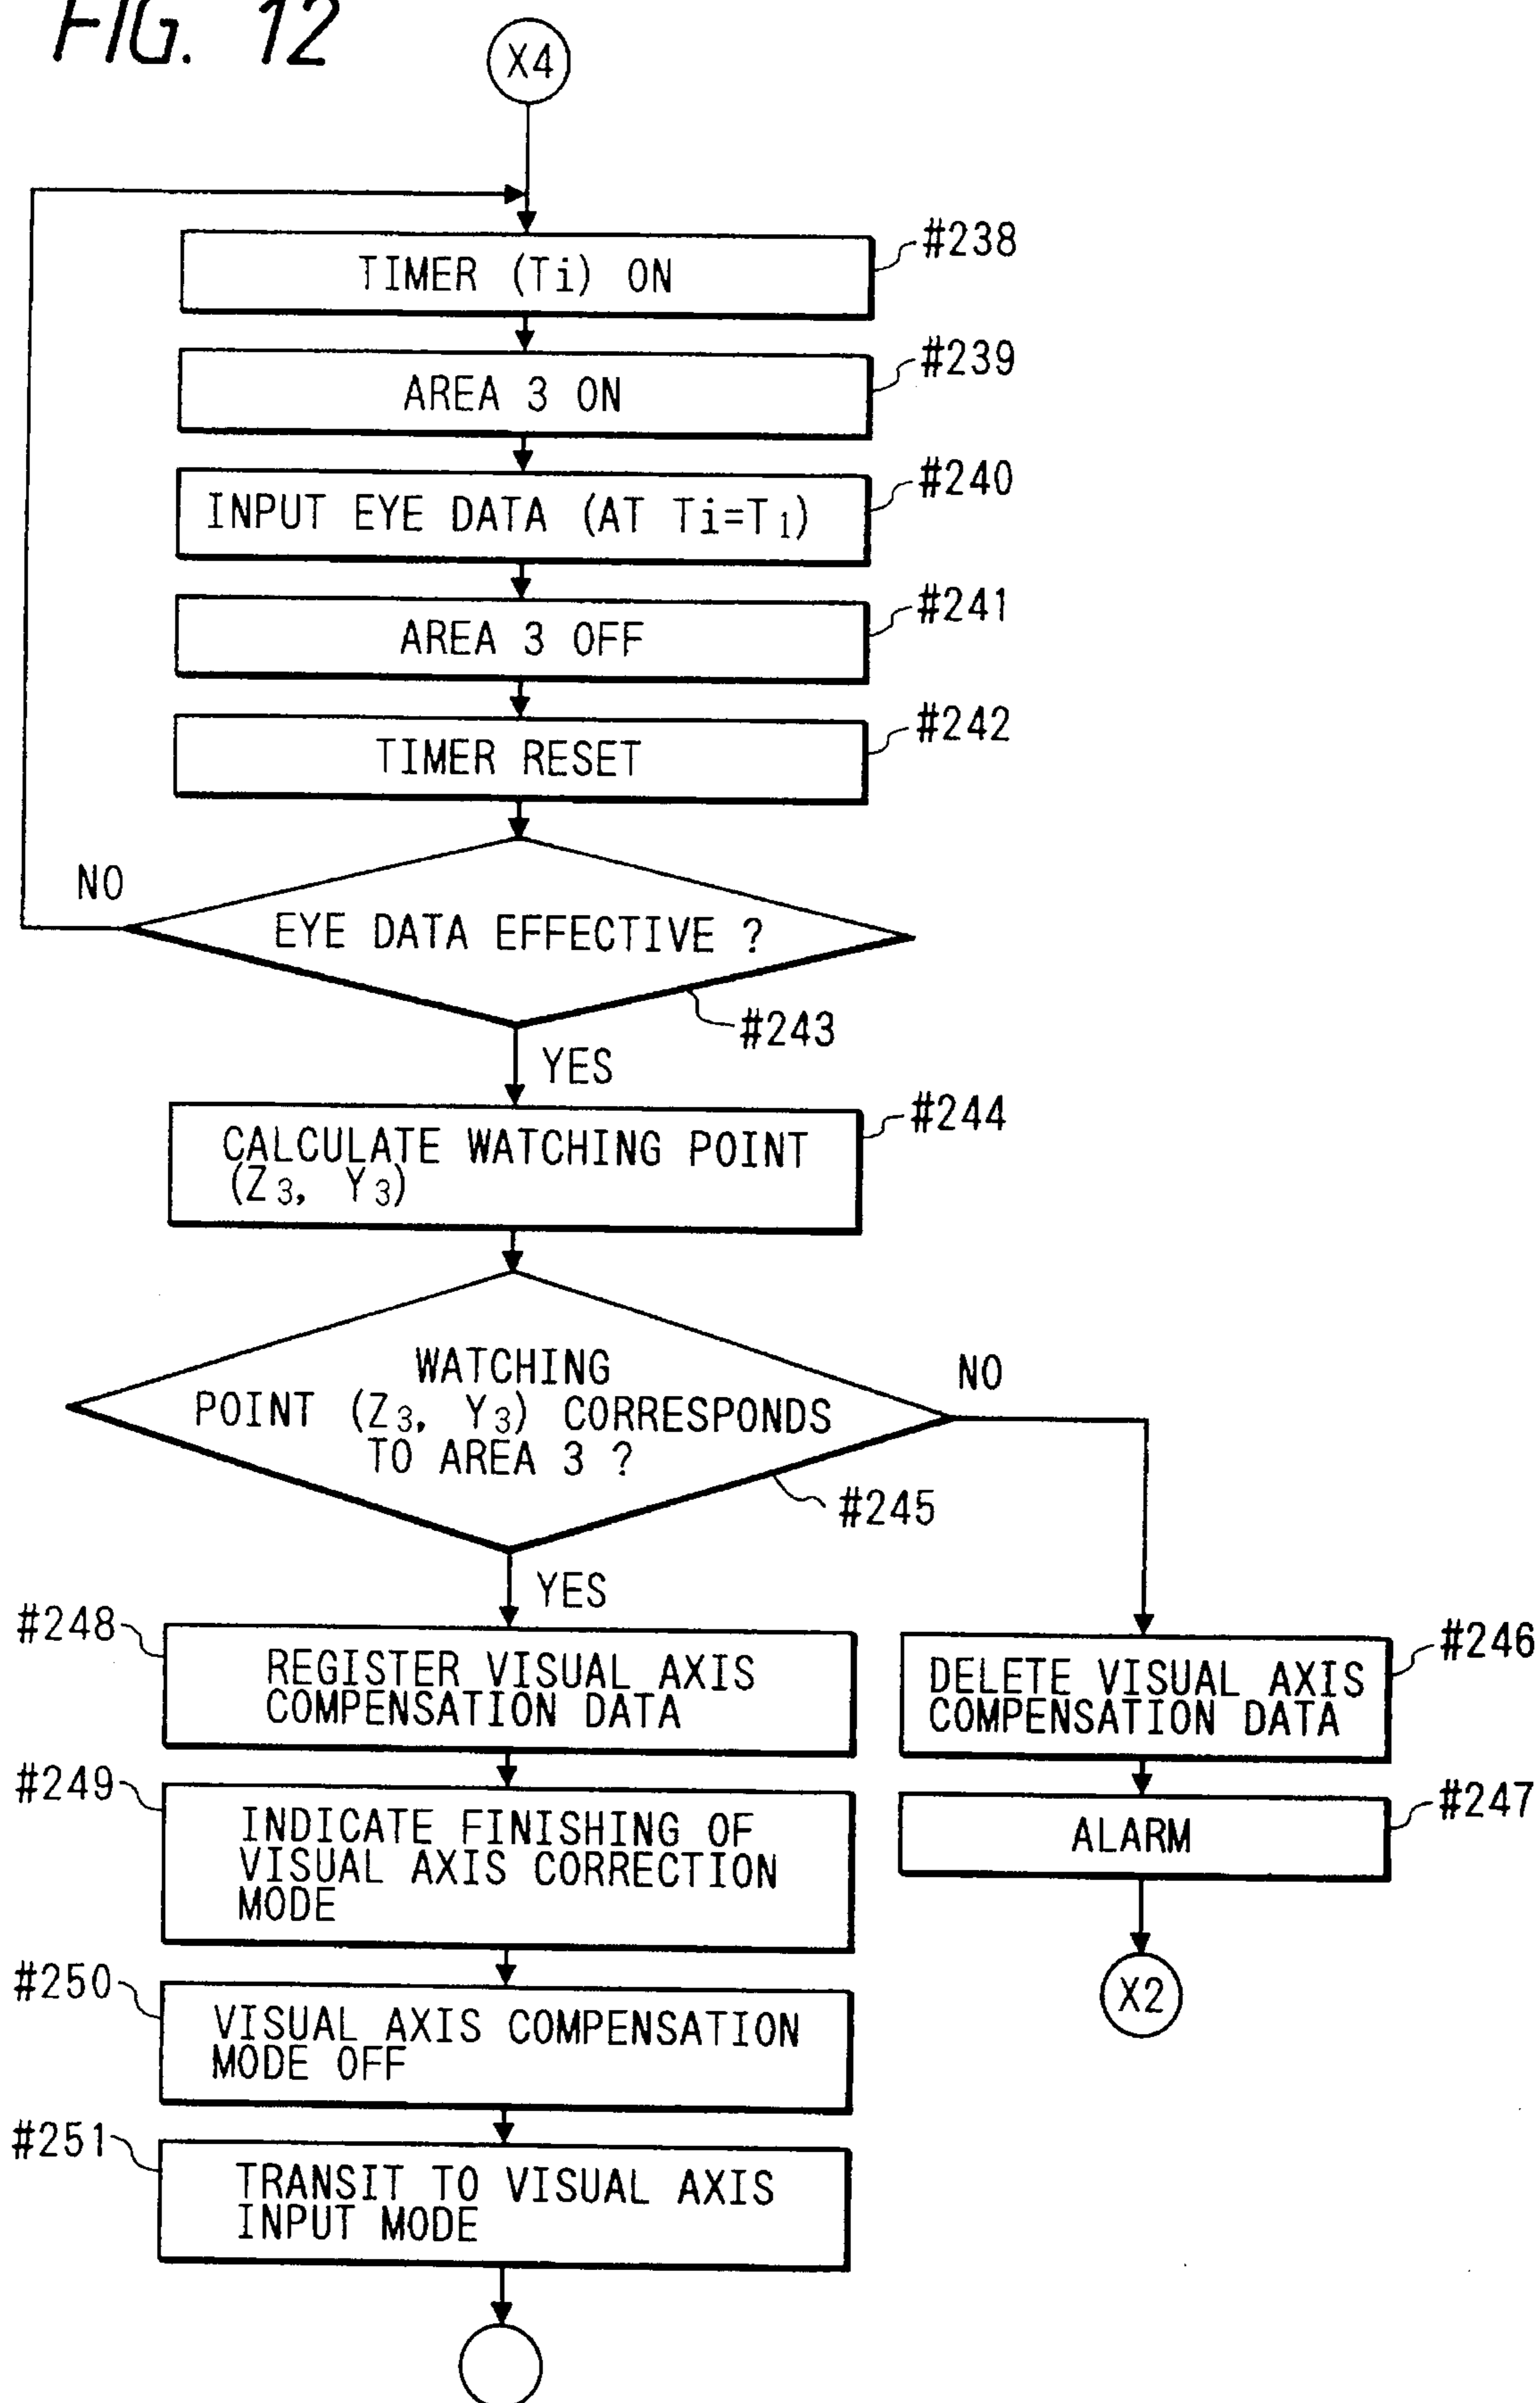 FIG. 12
X4
#238
TIMER (Ti) ON
#239
AREA 3 ON
#240
INPUT EYE DATA (AT Ti=T1)
#241
AREA 3 OFF
#242
TIMER RESET
NO
EYE DATA EFFECTIVE ?
#243
YES
#244
CALCULATE WATCHING POINT
(Z3, Y3)
WATCHING
POINT (Z3, Y3) CORRESPONDS
TO AREA 3 ?
NO
#245
YES
#248
REGISTER VISUAL AXIS
COMPENSATION DATA
#246
DELETE VISUAL AXIS
COMPENSATION DATA
#249
INDICATE FINISHING OF
VISUAL AXIS CORRECTION
MODE
#247
ALARM
X2
#250
VISUAL AXIS COMPENSATION
MODE OFF
#251
TRANSIT TO VISUAL AXIS
INPUT MODE